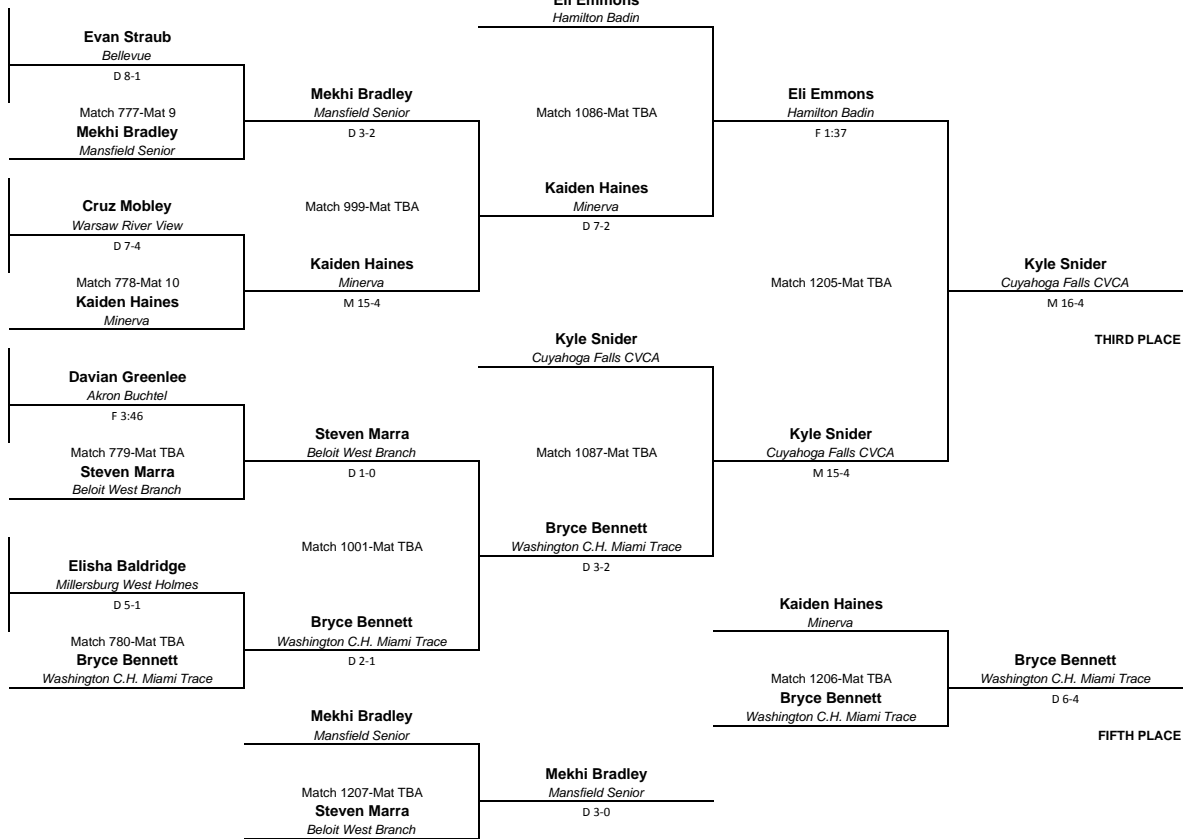 Eli Emmons
Hamilton Badin
Evan Straub
Bellevue
D 8-1
Match 777-Mat 9
Mekhi Bradley
Mansfield Senior
Mekhi Bradley
Mansfield Senior
D 3-2
Match 1086-Mat TBA
Eli Emmons
Hamilton Badin
F 1:37
Cruz Mobley
Warsaw River View
D 7-4
Match 778-Mat 10
Kaiden Haines
Minerva
Match 999-Mat TBA
Kaiden Haines
Minerva
M 15-4
Kaiden Haines
Minerva
D 7-2
Match 1205-Mat TBA
Kyle Snider
Cuyahoga Falls CVCA
M 16-4
THIRD PLACE
Kyle Snider
Cuyahoga Falls CVCA
Davian Greenlee
Akron Buchtel
F 3:46
Match 779-Mat TBA
Steven Marra
Beloit West Branch
Steven Marra
Beloit West Branch
D 1-0
Match 1087-Mat TBA
Kyle Snider
Cuyahoga Falls CVCA
M 15-4
Elisha Baldridge
Millersburg West Holmes
D 5-1
Match 780-Mat TBA
Bryce Bennett
Washington C.H. Miami Trace
Match 1001-Mat TBA
Bryce Bennett
Washington C.H. Miami Trace
D 2-1
Bryce Bennett
Washington C.H. Miami Trace
D 3-2
Kaiden Haines
Minerva
Match 1206-Mat TBA
Bryce Bennett
Washington C.H. Miami Trace
Bryce Bennett
Washington C.H. Miami Trace
D 6-4
FIFTH PLACE
Mekhi Bradley
Mansfield Senior
Match 1207-Mat TBA
Steven Marra
Beloit West Branch
Mekhi Bradley
Mansfield Senior
D 3-0